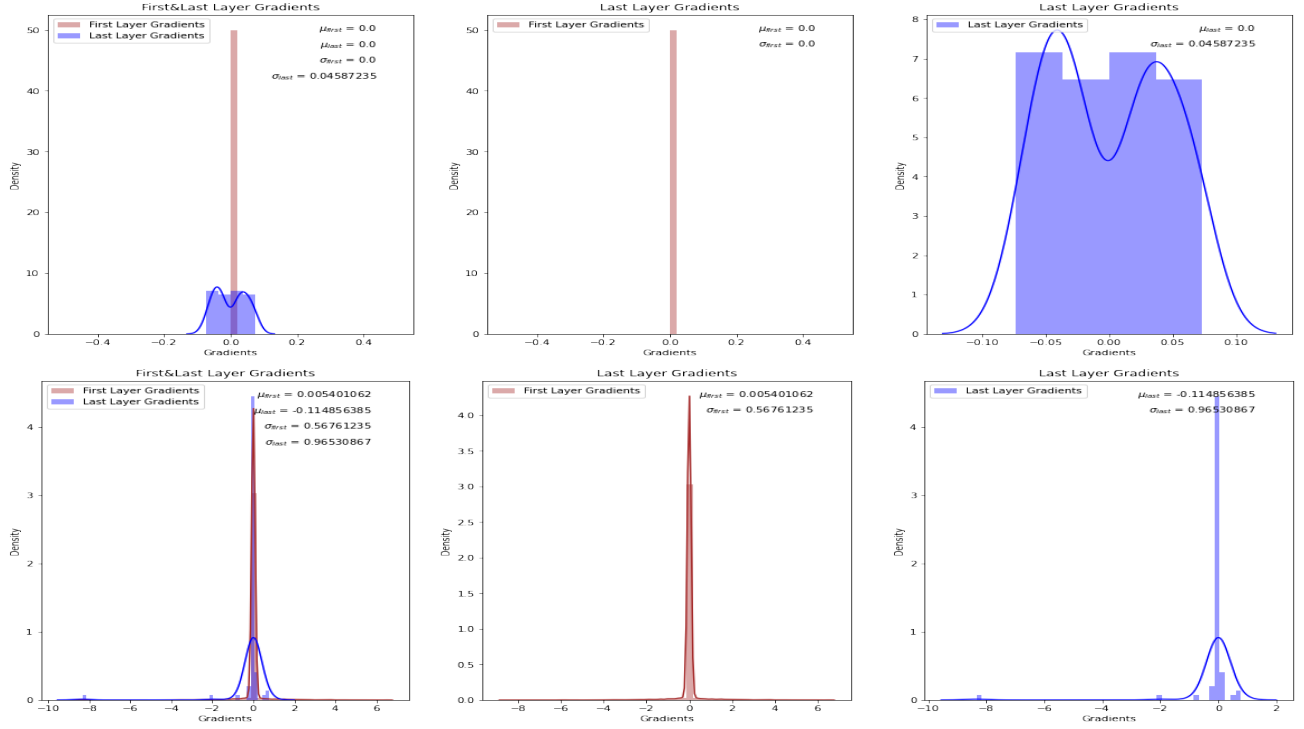 First&Last Layer Gradients
First Layer Gradients
Last Layer Gradients
μfirst = 0.0
μlast = 0.0
σfirst = 0.0
σlast = 0.04587235
50
40
30
20
10
0
Density
−0.4 −0.2 0.0 0.2 0.4
Gradients
Last Layer Gradients
First Layer Gradients
μfirst = 0.0
σfirst = 0.0
50
40
30
20
10
0
Density
−0.4 −0.2 0.0 0.2 0.4
Gradients
Last Layer Gradients
Last Layer Gradients
μlast = 0.0
σlast = 0.04587235
8
7
6
5
4
3
2
1
0
Density
−0.10 −0.05 0.00 0.05 0.10
Gradients
First&Last Layer Gradients
First Layer Gradients
Last Layer Gradients
μfirst = 0.005401062
μlast = -0.114856385
σfirst = 0.56761235
σlast = 0.96530867
4
3
2
1
0
Density
−10 −8 −6 −4 −2 0 2 4 6
Gradients
Last Layer Gradients
First Layer Gradients
μfirst = 0.005401062
σfirst = 0.56761235
4.0
3.5
3.0
2.5
2.0
1.5
1.0
0.5
0.0
Density
−8 −6 −4 −2 0 2 4 6
Gradients
Last Layer Gradients
Last Layer Gradients
μlast = -0.114856385
σlast = 0.96530867
4
3
2
1
0
Density
−10 −8 −6 −4 −2 0 2
Gradients